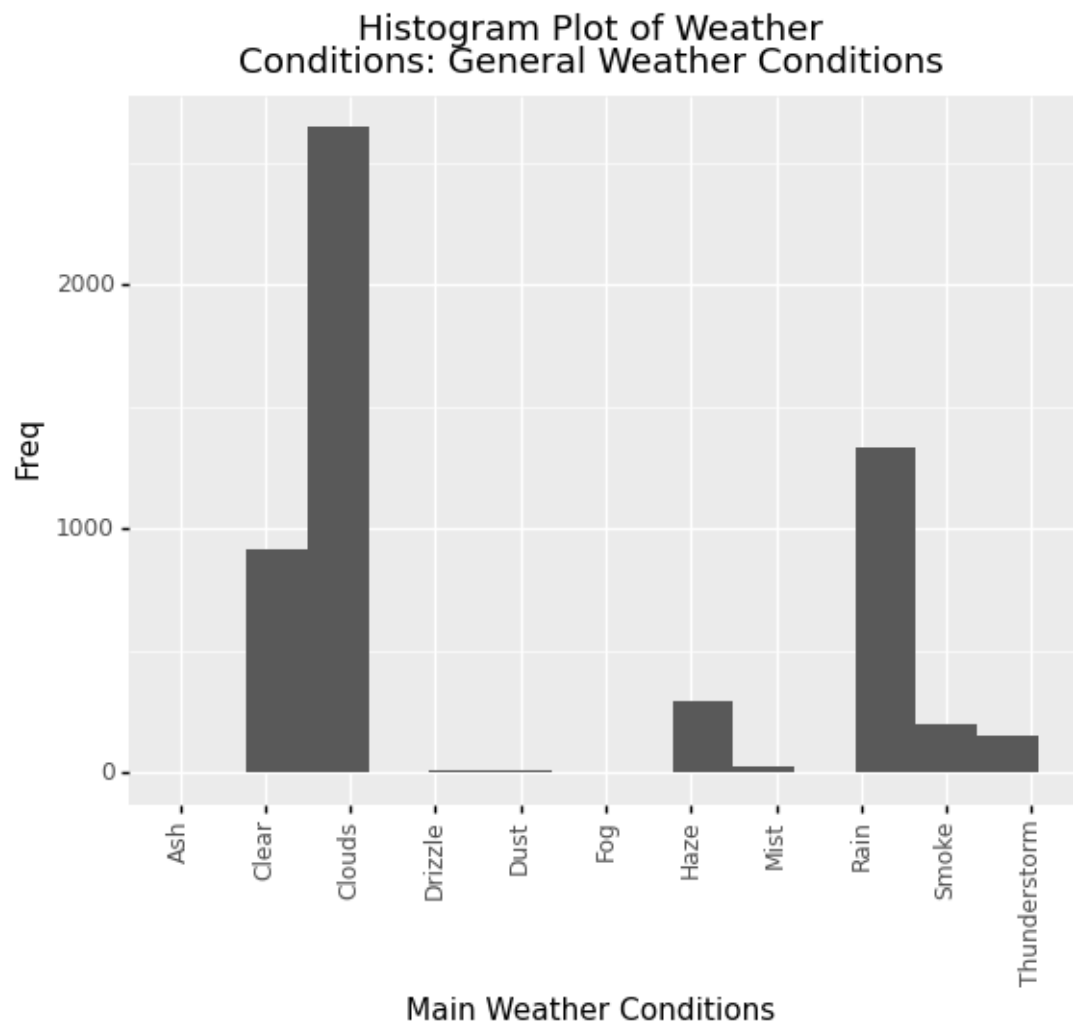 Histogram Plot of Weather
Conditions: General Weather Conditions
Freq
2000
1000
0
Ash
Clear
Clouds
Drizzle
Dust
Fog
Haze
Mist
Rain
Smoke
Thunderstorm
Main Weather Conditions